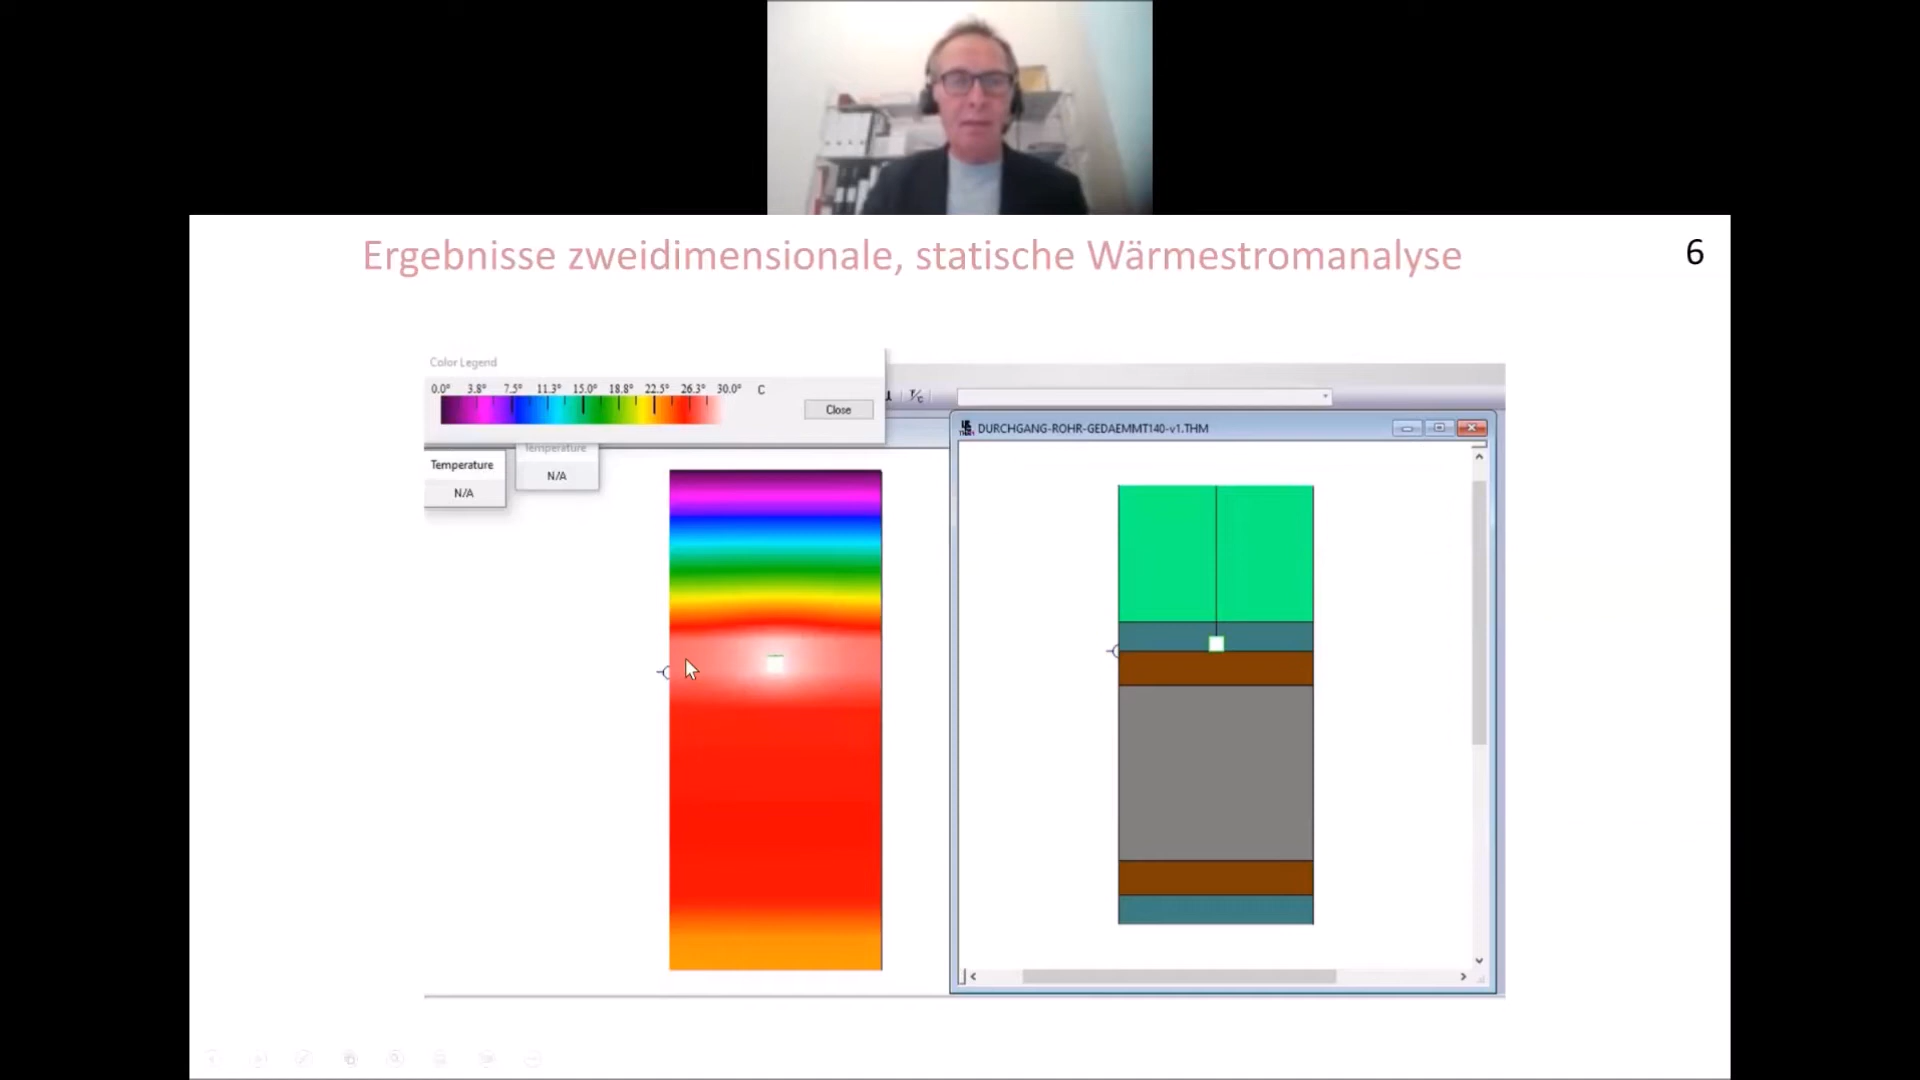 Ergebnisse zweidimensionale, statische Wärmestromanalyse
6
Color Legend
0.0° 3.8° 7.5° 11.3° 15.0° 18.8° 22.5° 26.3° 30.0° C
Close
Temperature
N/A
Temperature
N/A
DURCHGANG-ROHR-GEDAEMMT140-v1.THM